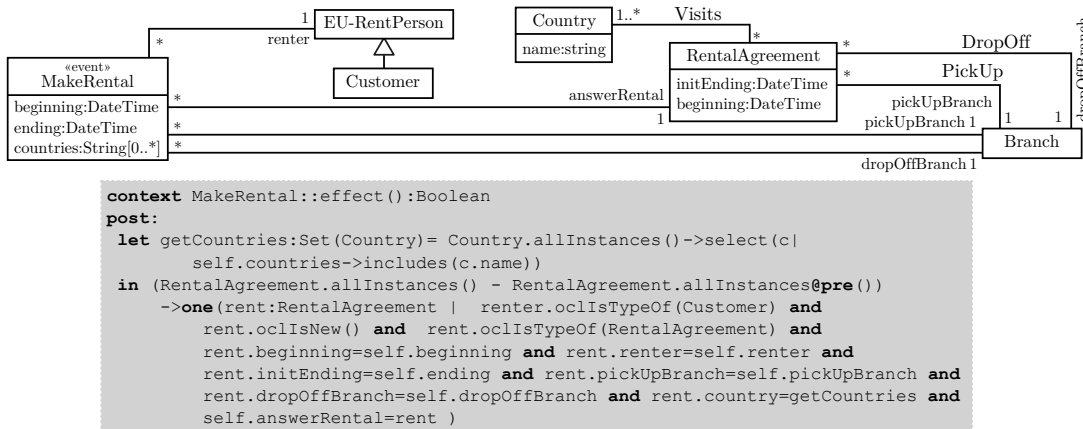 1
EU-RentPerson
renter
*
Customer
«event»
MakeRental
beginning:DateTime
ending:DateTime
countries:String[0..*]
*
*
*
Country
name:string
1..*
Visits
*
RentalAgreement
initEnding:DateTime
beginning:DateTime
answerRental
1
*
DropOff
*
PickUp
dropOffBranch
pickUpBranch
1
1
pickUpBranch 1
Branch
dropOffBranch 1
context MakeRental::effect():Boolean
post:
let getCountries:Set(Country)= Country.allInstances()->select(c|
self.countries->includes(c.name))
in (RentalAgreement.allInstances() - RentalAgreement.allInstances@pre())
->one(rent:RentalAgreement | renter.oclIsTypeOf(Customer) and
rent.oclIsNew() and rent.oclIsTypeOf(RentalAgreement) and
rent.beginning=self.beginning and rent.renter=self.renter and
rent.initEnding=self.ending and rent.pickUpBranch=self.pickUpBranch and
rent.dropOffBranch=self.dropOffBranch and rent.country=getCountries and
self.answerRental=rent )